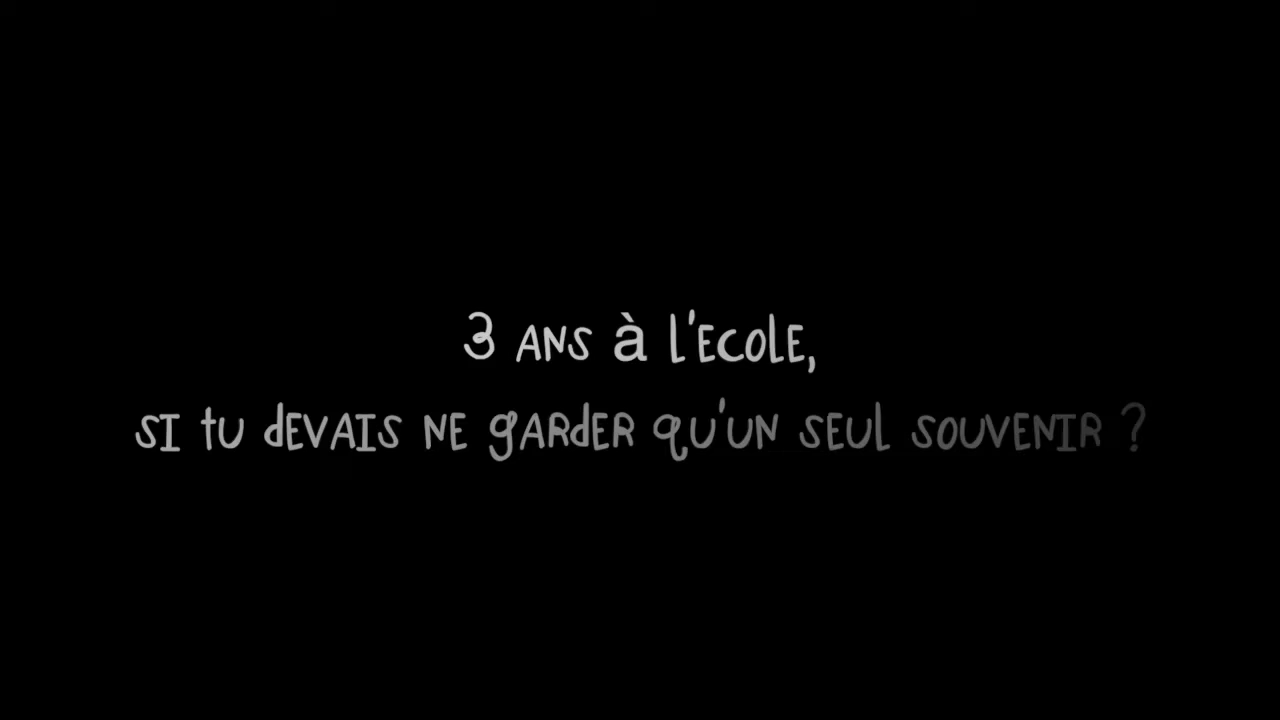 3 ANS à L'ECOLE,
SI TU DEVAIS NE GARDER QU'UN SEUL SOUVENIR ?